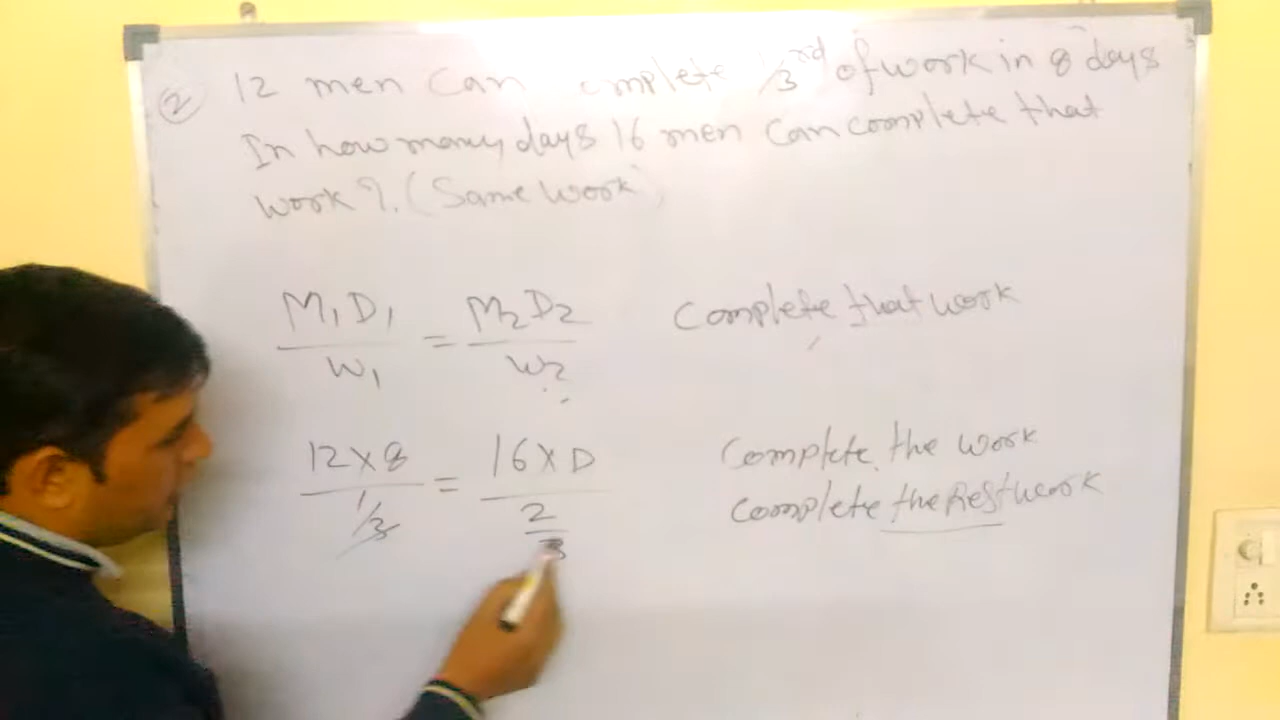 ② 12 men can complete 1/3rd of work in 8 days
In how many days 16 men can complete that
work?. (Same work)
M₁D₁ / W₁ = M₂D₂ / W₂
complete that work
12×8 / 1/3 = 16×D / 2/3
complete the work
complete the Rest work